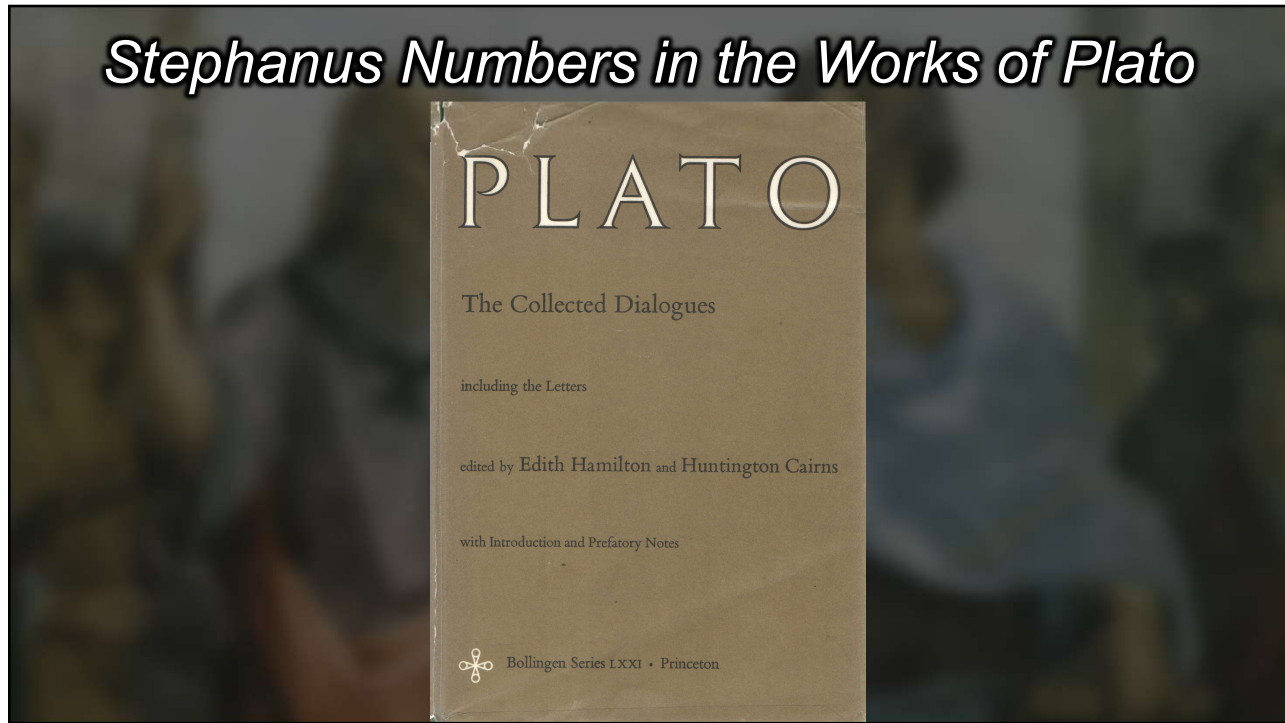 Stephanus Numbers in the Works of Plato
PLATO
The Collected Dialogues
including the Letters
edited by Edith Hamilton and Huntington Cairns
with Introduction and Prefatory Notes
Bollingen Series LXXI • Princeton